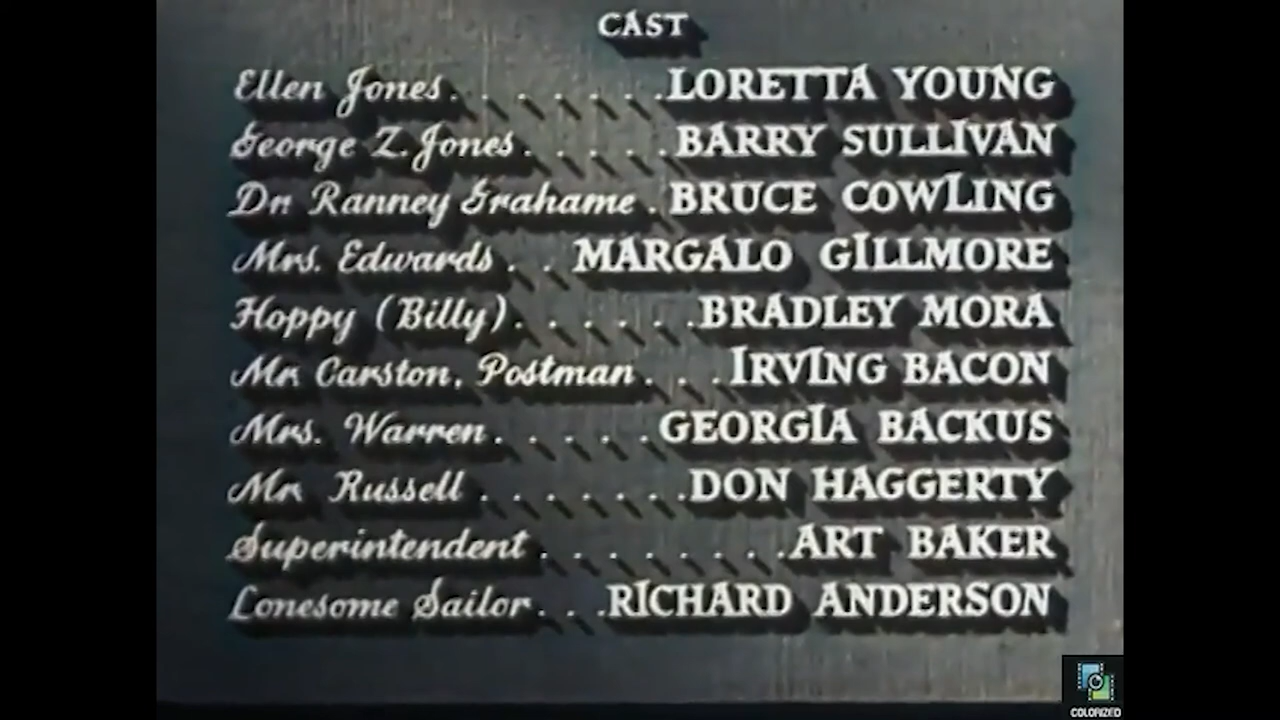 CAST
Ellen Jones. . . . . . . .LORETTA YOUNG
George Z. Jones . . . . . .BARRY SULLIVAN
Dr. Ranney Grahame . BRUCE COWLING
Mrs. Edwards . . MARGALO GILLMORE
Hoppy (Billy). . . . . . .BRADLEY MORA
Mr. Carston, Postman . . . IRVING BACON
Mrs. Warren. . . . . .GEORGIA BACKUS
Mr. Russell . . . . . . .DON HAGGERTY
Superintendent . . . . . . . . .ART BAKER
Lonesome Sailor . . .RICHARD ANDERSON
COLORIZED